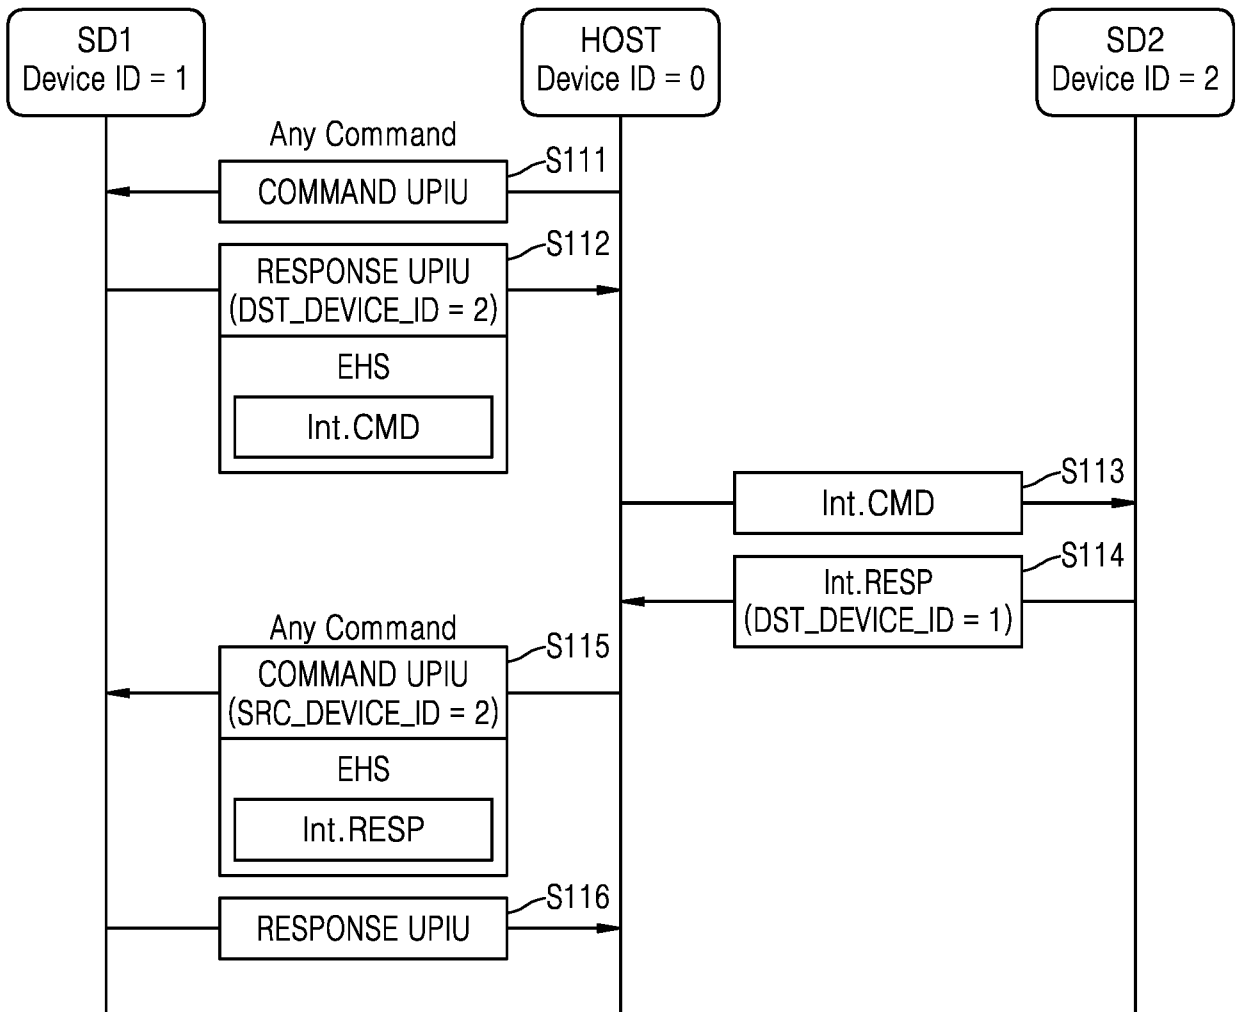 SD1
Device ID = 1
HOST
Device ID = 0
SD2
Device ID = 2
Any Command
S111
COMMAND UPIU
S112
RESPONSE UPIU
(DST_DEVICE_ID = 2)
EHS
Int.CMD
S113
Int.CMD
S114
Int.RESP
(DST_DEVICE_ID = 1)
Any Command
S115
COMMAND UPIU
(SRC_DEVICE_ID = 2)
EHS
Int.RESP
S116
RESPONSE UPIU